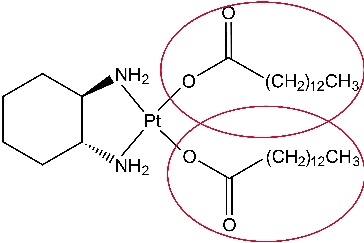 O
NH₂
O
(CH₂)₁₂CH₃
Pt
NH₂
O
(CH₂)₁₂CH₃
O